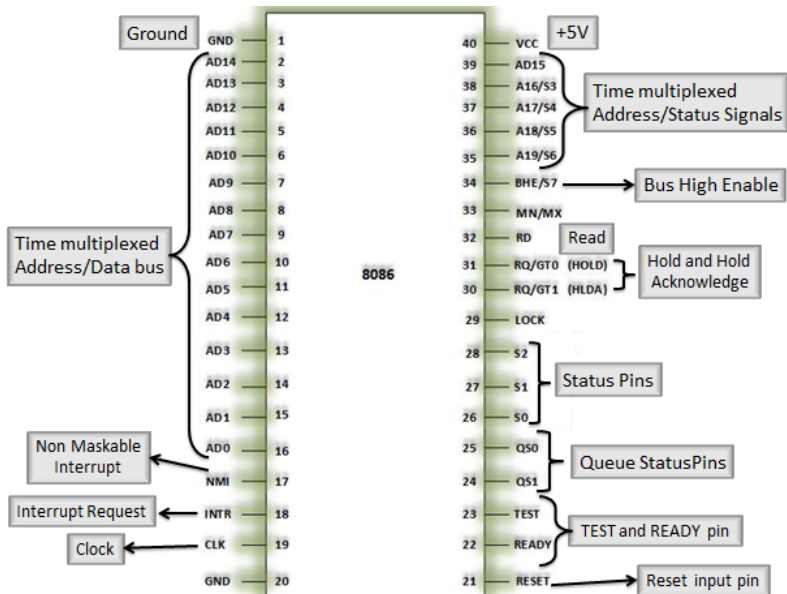 Ground
GND 1
AD14 2
AD13 3
AD12 4
AD11 5
AD10 6
AD9 7
AD8 8
AD7 9
AD6 10
AD5 11
AD4 12
AD3 13
AD2 14
AD1 15
AD0 16
NMI 17
INTR 18
CLK 19
GND 20
Time multiplexed
Address/Data bus
Non Maskable
Interrupt
Interrupt Request
Clock
8086
40 VCC +5V
39 AD15
38 A16/S3
37 A17/S4
36 A18/S5
35 A19/S6
34 BHE/S7
33 MN/MX
32 RD Read
31 RQ/GT0 (HOLD)
30 RQ/GT1 (HLDA)
29 LOCK
28 S2
27 S1
26 S0
25 QS0
24 QS1
23 TEST
22 READY
21 RESET
Time multiplexed
Address/Status Signals
Bus High Enable
Hold and Hold
Acknowledge
Status Pins
Queue StatusPins
TEST and READY pin
Reset input pin